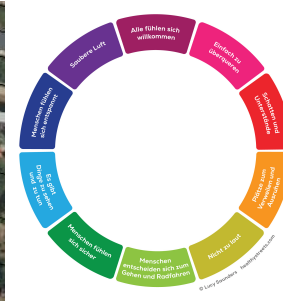 Alle fühlen sich
willkommen
Einfach zu
überqueren
Schatten und
Unterstände
Plätze zum
Verweilen und
Ausruhen
Nicht zu laut
Menschen
entscheiden sich zum
Gehen und Radfahren
Menschen fühlen
sich sicher
Es gibt
Dinge zu sehen
und zu tun
Menschen fühlen
sich entspannt
Saubere Luft
© Lucy Saunders healthystreets.com